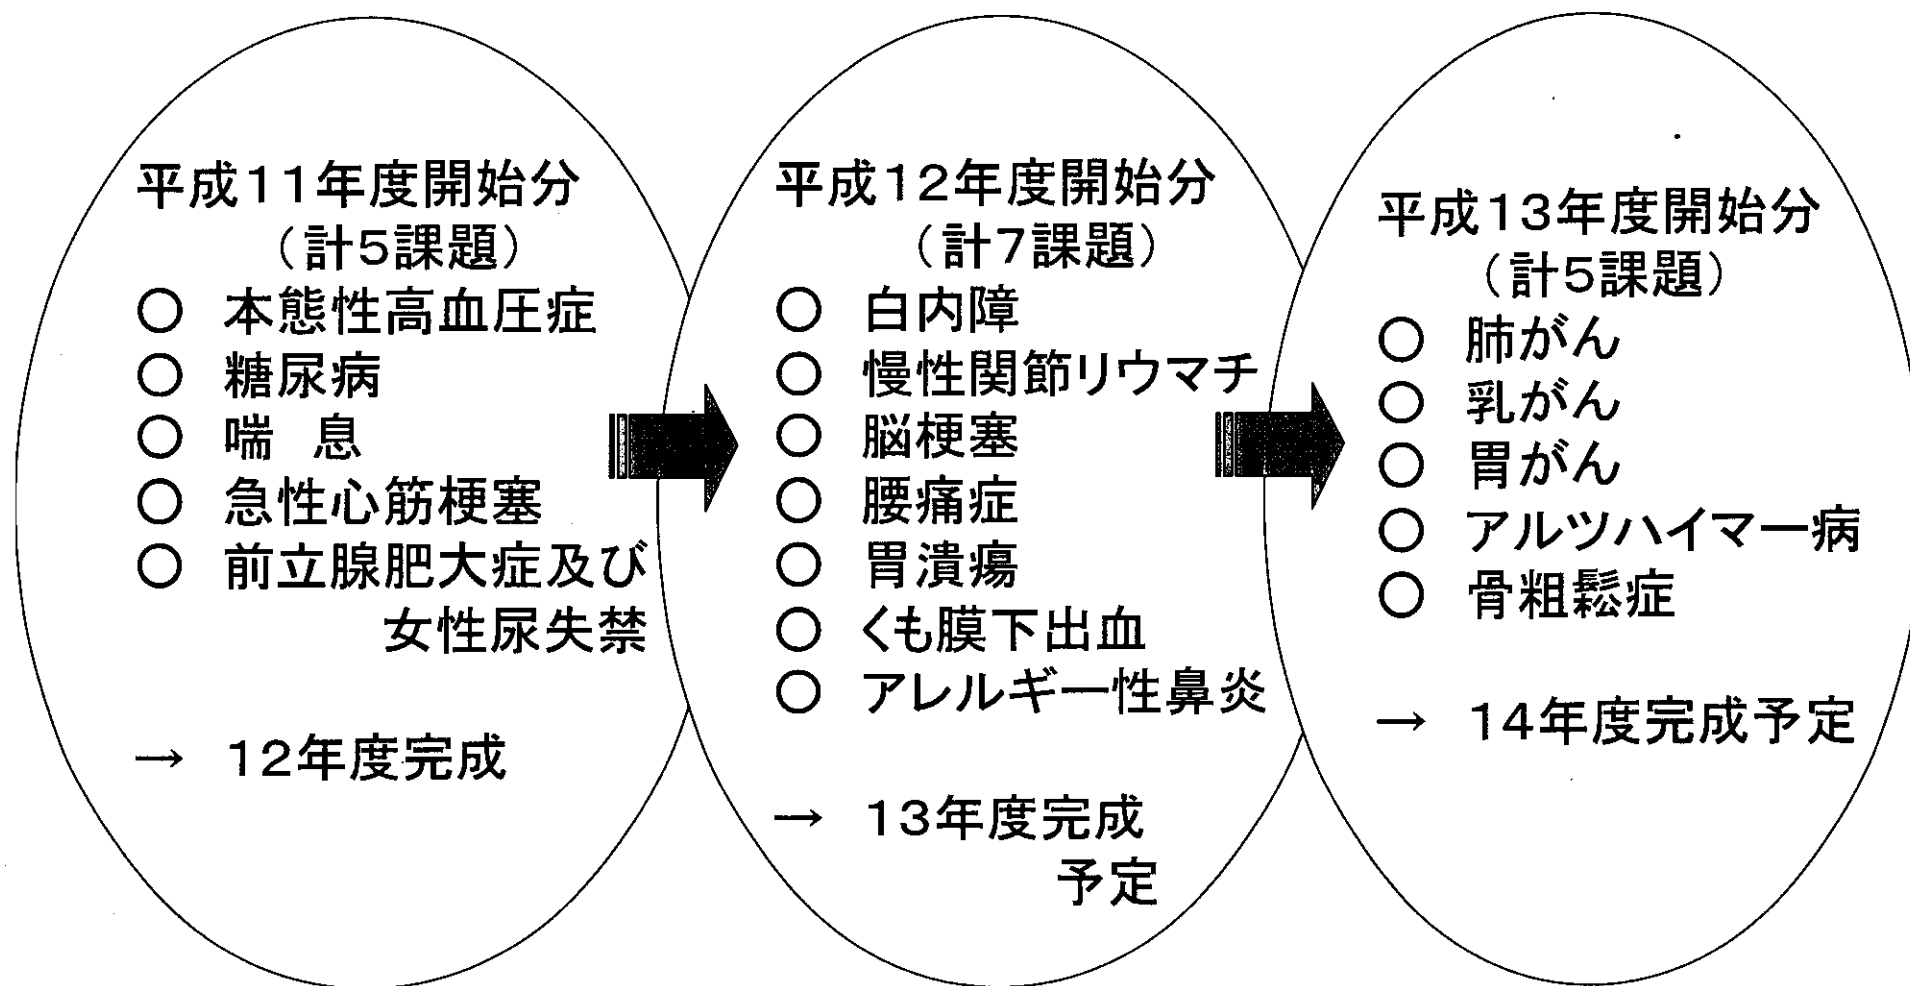 平成11年度開始分
（計5課題）
○ 本態性高血圧症
○ 糖尿病
○ 喘 息
○ 急性心筋梗塞
○ 前立腺肥大症及び
女性尿失禁
→ 12年度完成
平成12年度開始分
（計7課題）
○ 白内障
○ 慢性関節リウマチ
○ 脳梗塞
○ 腰痛症
○ 胃潰瘍
○ くも膜下出血
○ アレルギー性鼻炎
→ 13年度完成
予定
平成13年度開始分
（計5課題）
○ 肺がん
○ 乳がん
○ 胃がん
○ アルツハイマー病
○ 骨粗鬆症
→ 14年度完成予定